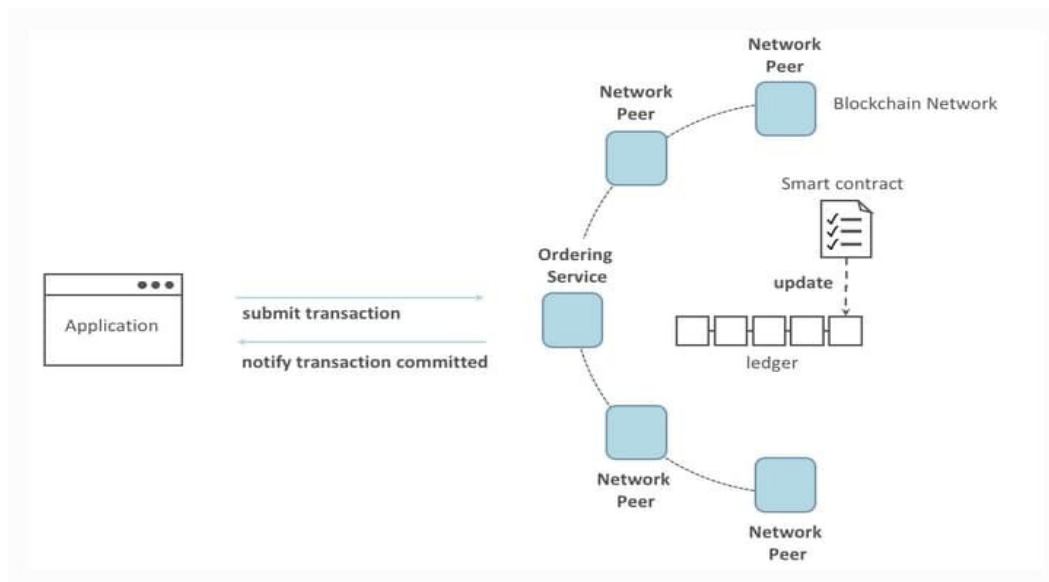 Network
Peer
Network
Peer
Blockchain Network
Smart contract
Ordering
Service
update
Application
submit transaction
notify transaction committed
ledger
Network
Peer
Network
Peer